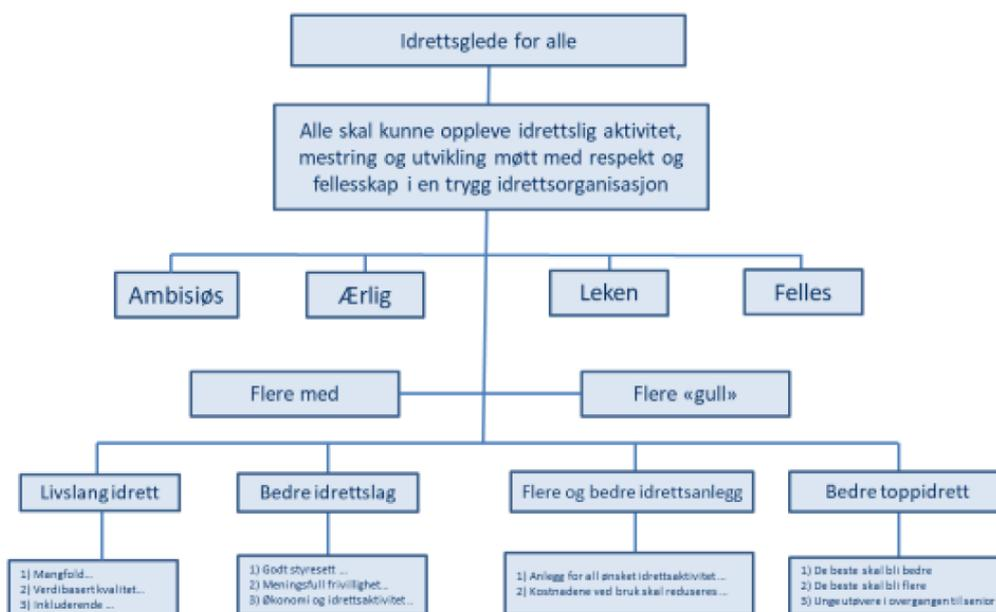 Idrettsglede for alle
Alle skal kunne oppleve idrettslig aktivitet,
mestring og utvikling møtt med respekt og
fellesskap i en trygg idrettsorganisasjon
Ambisiøs
Ærlig
Leken
Felles
Flere med
Flere «gull»
Livslang idrett
Bedre idrettslag
Flere og bedre idrettsanlegg
Bedre toppidrett
1) Mangfold...
2) Verdibasert kvalitet...
3) Inkluderende ...
1) Godt styresett ...
2) Meningsfull frivillighet...
3) Økonomi og idrettsaktivitet...
1) Anlegg for all ønsket idrettsaktivitet...
2) Kostnadene ved bruk skal reduseres ...
1) De beste skal bli bedre
2) De beste skal bli flere
3) Unge utøvere i overgangen til senior